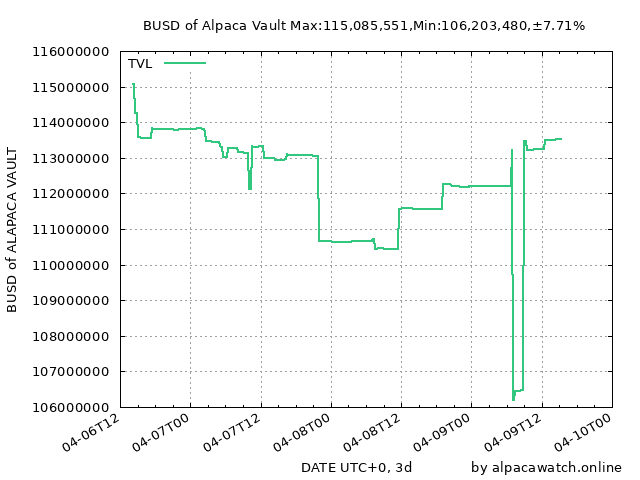 BUSD of Alpaca Vault Max:115,085,551,Min:106,203,480,±7.71%
TVL
116000000
115000000
114000000
113000000
112000000
111000000
110000000
109000000
108000000
107000000
106000000
BUSD of ALAPACA VAULT
04-06T12
04-07T00
04-07T12
04-08T00
04-08T12
04-09T00
04-09T12
04-10T00
DATE UTC+0, 3d
by alpacawatch.online